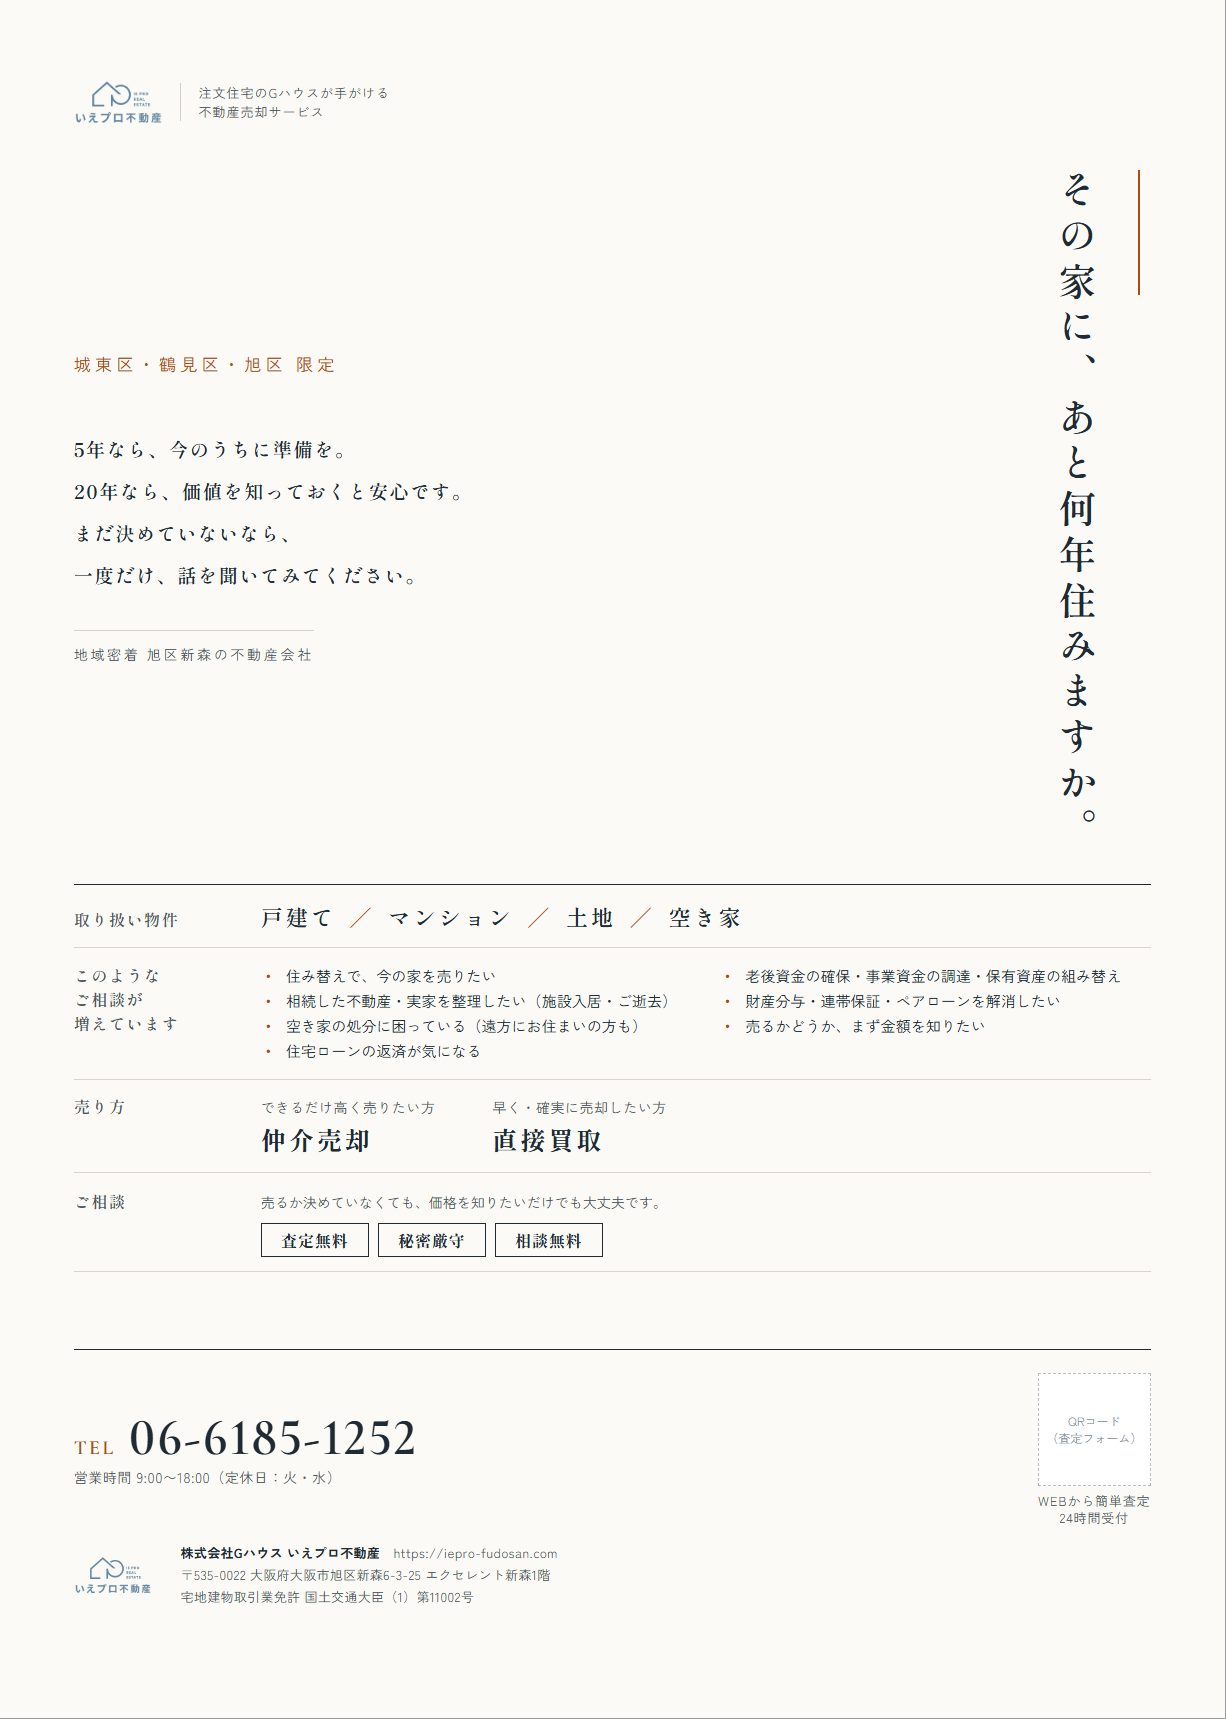 IE PRO
REAL
ESTATE
いえプロ不動産
注文住宅のGハウスが手がける
不動産売却サービス
その家に、あと何年住みますか。
城東区・鶴見区・旭区 限定
5年なら、今のうちに準備を。
20年なら、価値を知っておくと安心です。
まだ決めていないなら、
一度だけ、話を聞いてみてください。
地域密着 旭区新森の不動産会社
取り扱い物件
戸建て ／ マンション ／ 土地 ／ 空き家
このような
ご相談が
増えています
・ 住み替えで、今の家を売りたい
・ 相続した不動産・実家を整理したい（施設入居・ご逝去）
・ 空き家の処分に困っている（遠方にお住まいの方も）
・ 住宅ローンの返済が気になる
・ 老後資金の確保・事業資金の調達・保有資産の組み替え
・ 財産分与・連帯保証・ペアローンを解消したい
・ 売るかどうか、まず金額を知りたい
売り方
できるだけ高く売りたい方
仲介売却
早く・確実に売却したい方
直接買取
ご相談
売るか決めていなくても、価格を知りたいだけでも大丈夫です。
査定無料 秘密厳守 相談無料
TEL 06-6185-1252
営業時間 9:00〜18:00（定休日：火・水）
QRコード
（査定フォーム）
WEBから簡単査定
24時間受付
IE PRO
REAL
ESTATE
いえプロ不動産
株式会社Gハウス いえプロ不動産 https://iepro-fudosan.com
〒535-0022 大阪府大阪市旭区新森6-3-25 エクセレント新森1階
宅地建物取引業免許 国土交通大臣（1）第11002号